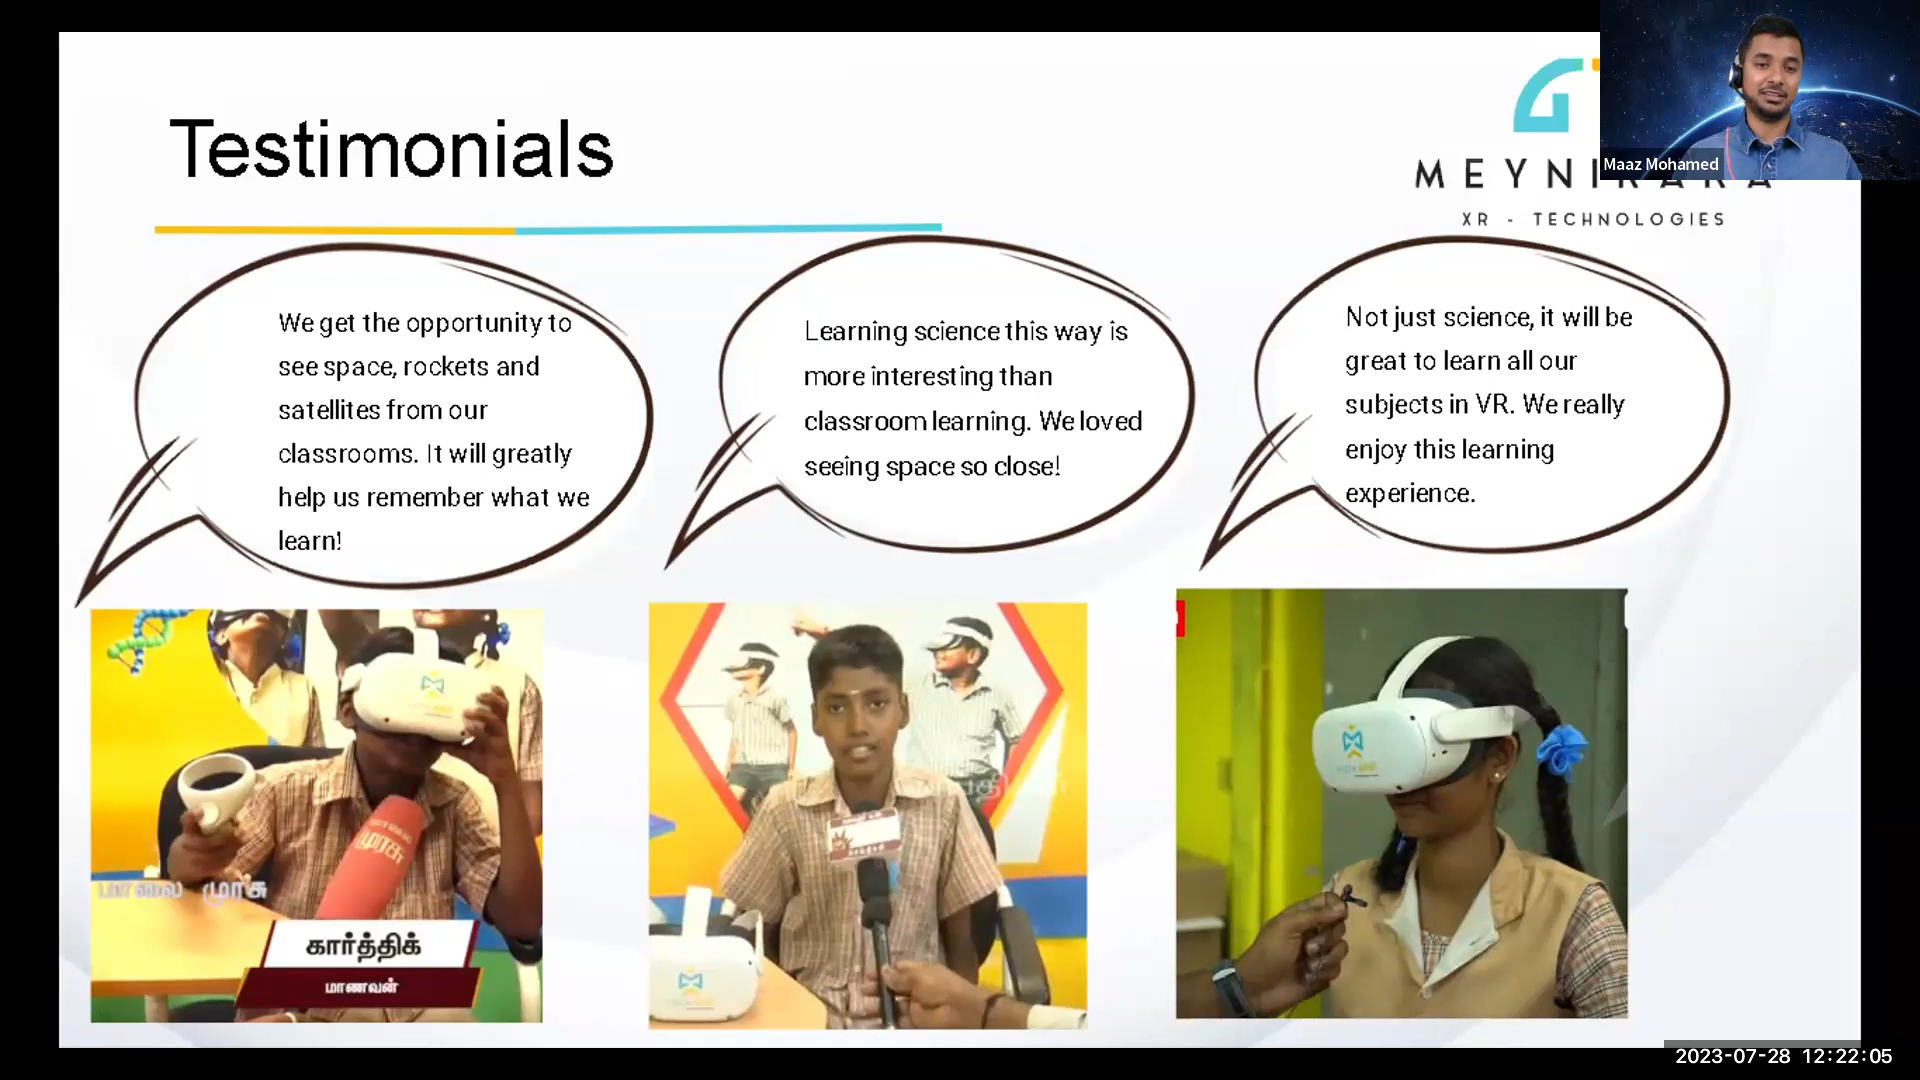 Testimonials
XR - TECHNOLOGIES
Maaz Mohamed
We get the opportunity to
see space, rockets and
satellites from our
classrooms. It will greatly
help us remember what we
learn!
Learning science this way is
more interesting than
classroom learning. We loved
seeing space so close!
Not just science, it will be
great to learn all our
subjects in VR. We really
enjoy this learning
experience.
முரசு
மாலை முரசு
கார்த்திக்
மாணவன்
2023-07-28 12:22:05